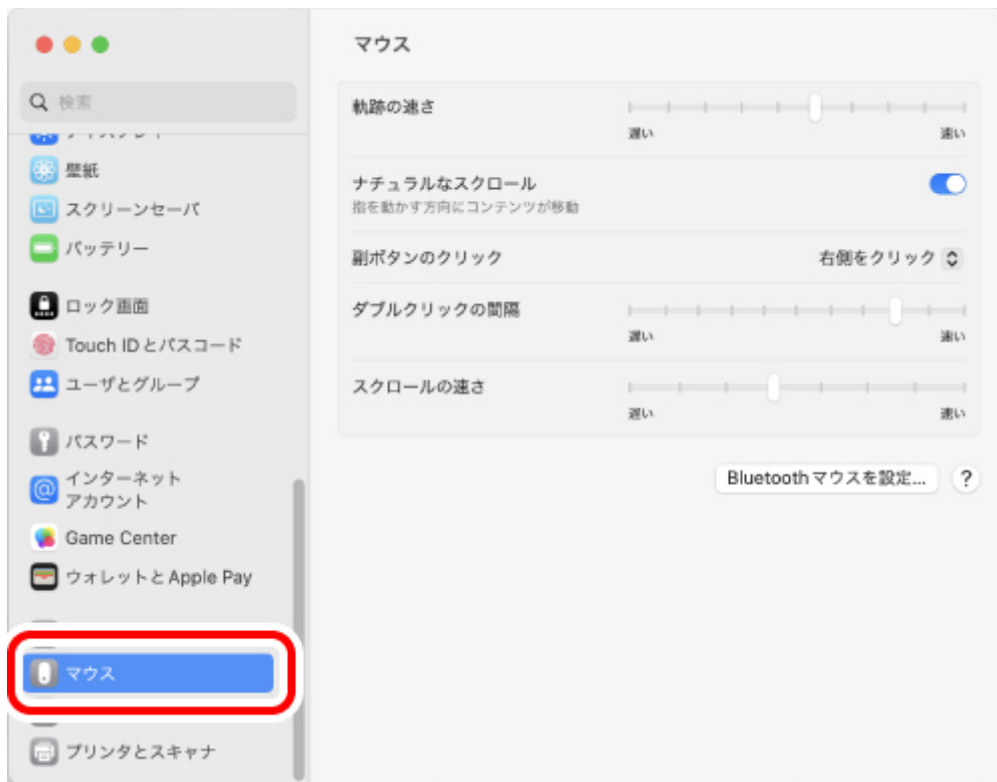 検索
壁紙
スクリーンセーバ
バッテリー
ロック画面
Touch IDとパスコード
ユーザとグループ
パスワード
インターネット
アカウント
Game Center
ウォレットとApple Pay
マウス
プリンタとスキャナ
マウス
軌跡の速さ
遅い 速い
ナチュラルなスクロール
指を動かす方向にコンテンツが移動
副ボタンのクリック 右側をクリック
ダブルクリックの間隔
遅い 速い
スクロールの速さ
遅い 速い
Bluetoothマウスを設定... ?